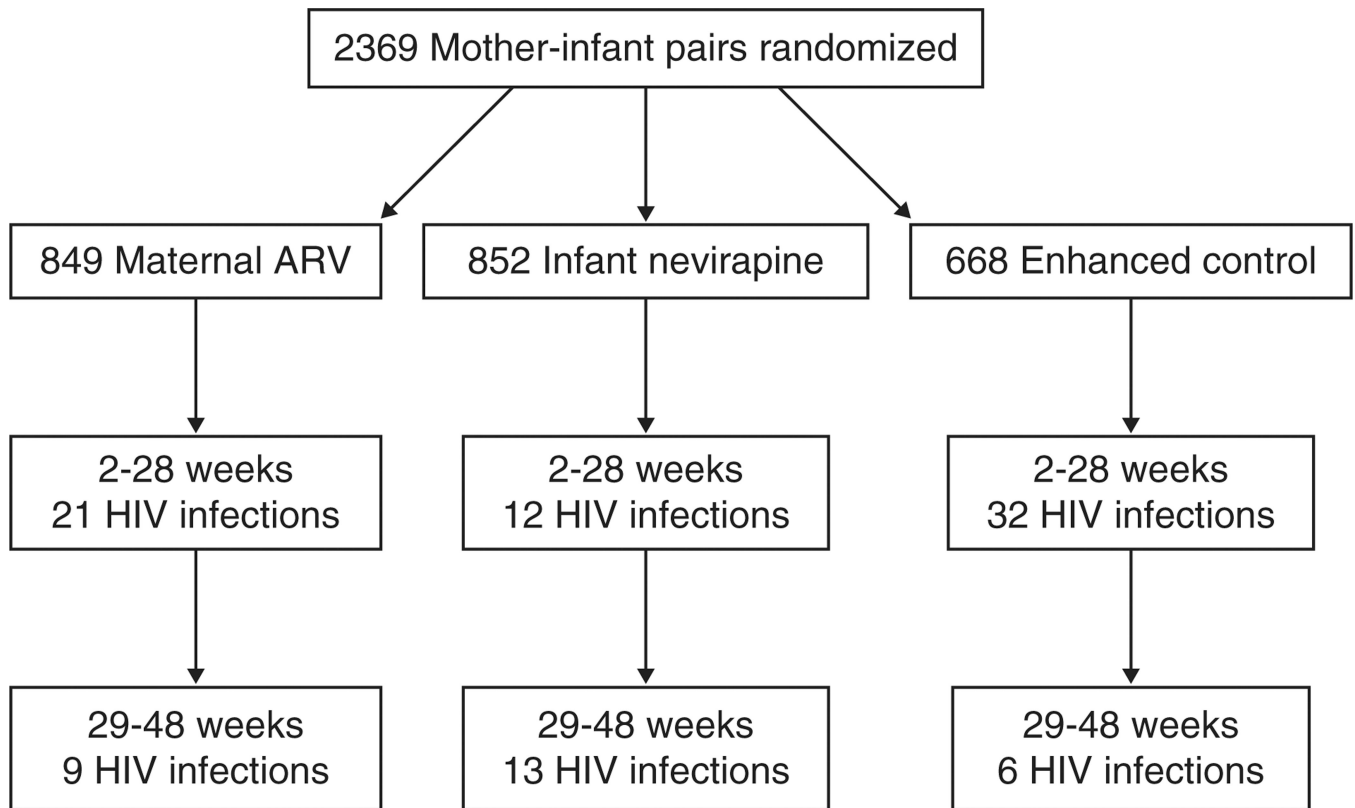 2369 Mother-infant pairs randomized
849 Maternal ARV
852 Infant nevirapine
668 Enhanced control
2-28 weeks
21 HIV infections
2-28 weeks
12 HIV infections
2-28 weeks
32 HIV infections
29-48 weeks
9 HIV infections
29-48 weeks
13 HIV infections
29-48 weeks
6 HIV infections